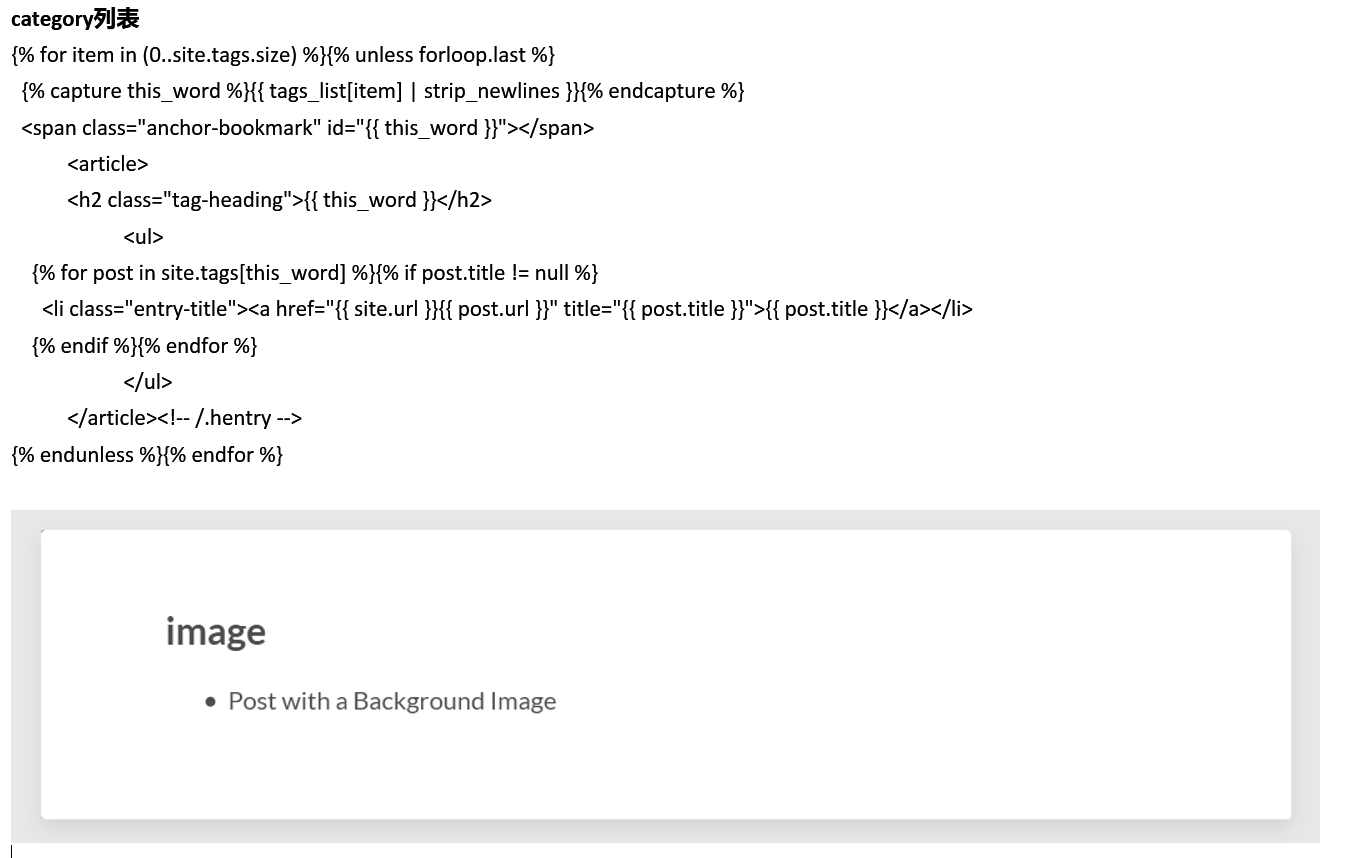 category列表
{% for item in (0..site.tags.size) %}{% unless forloop.last %}
{% capture this_word %}{{ tags_list[item] | strip_newlines }}{% endcapture %}
<span class="anchor-bookmark" id="{{ this_word }}"></span>
<article>
<h2 class="tag-heading">{{ this_word }}</h2>
<ul>
{% for post in site.tags[this_word] %}{% if post.title != null %}
<li class="entry-title"><a href="{{ site.url }}{{ post.url }}" title="{{ post.title }}">{{ post.title }}</a></li>
{% endif %}{% endfor %}
</ul>
</article><!-- /.hentry -->
{% endunless %}{% endfor %}
image
• Post with a Background Image